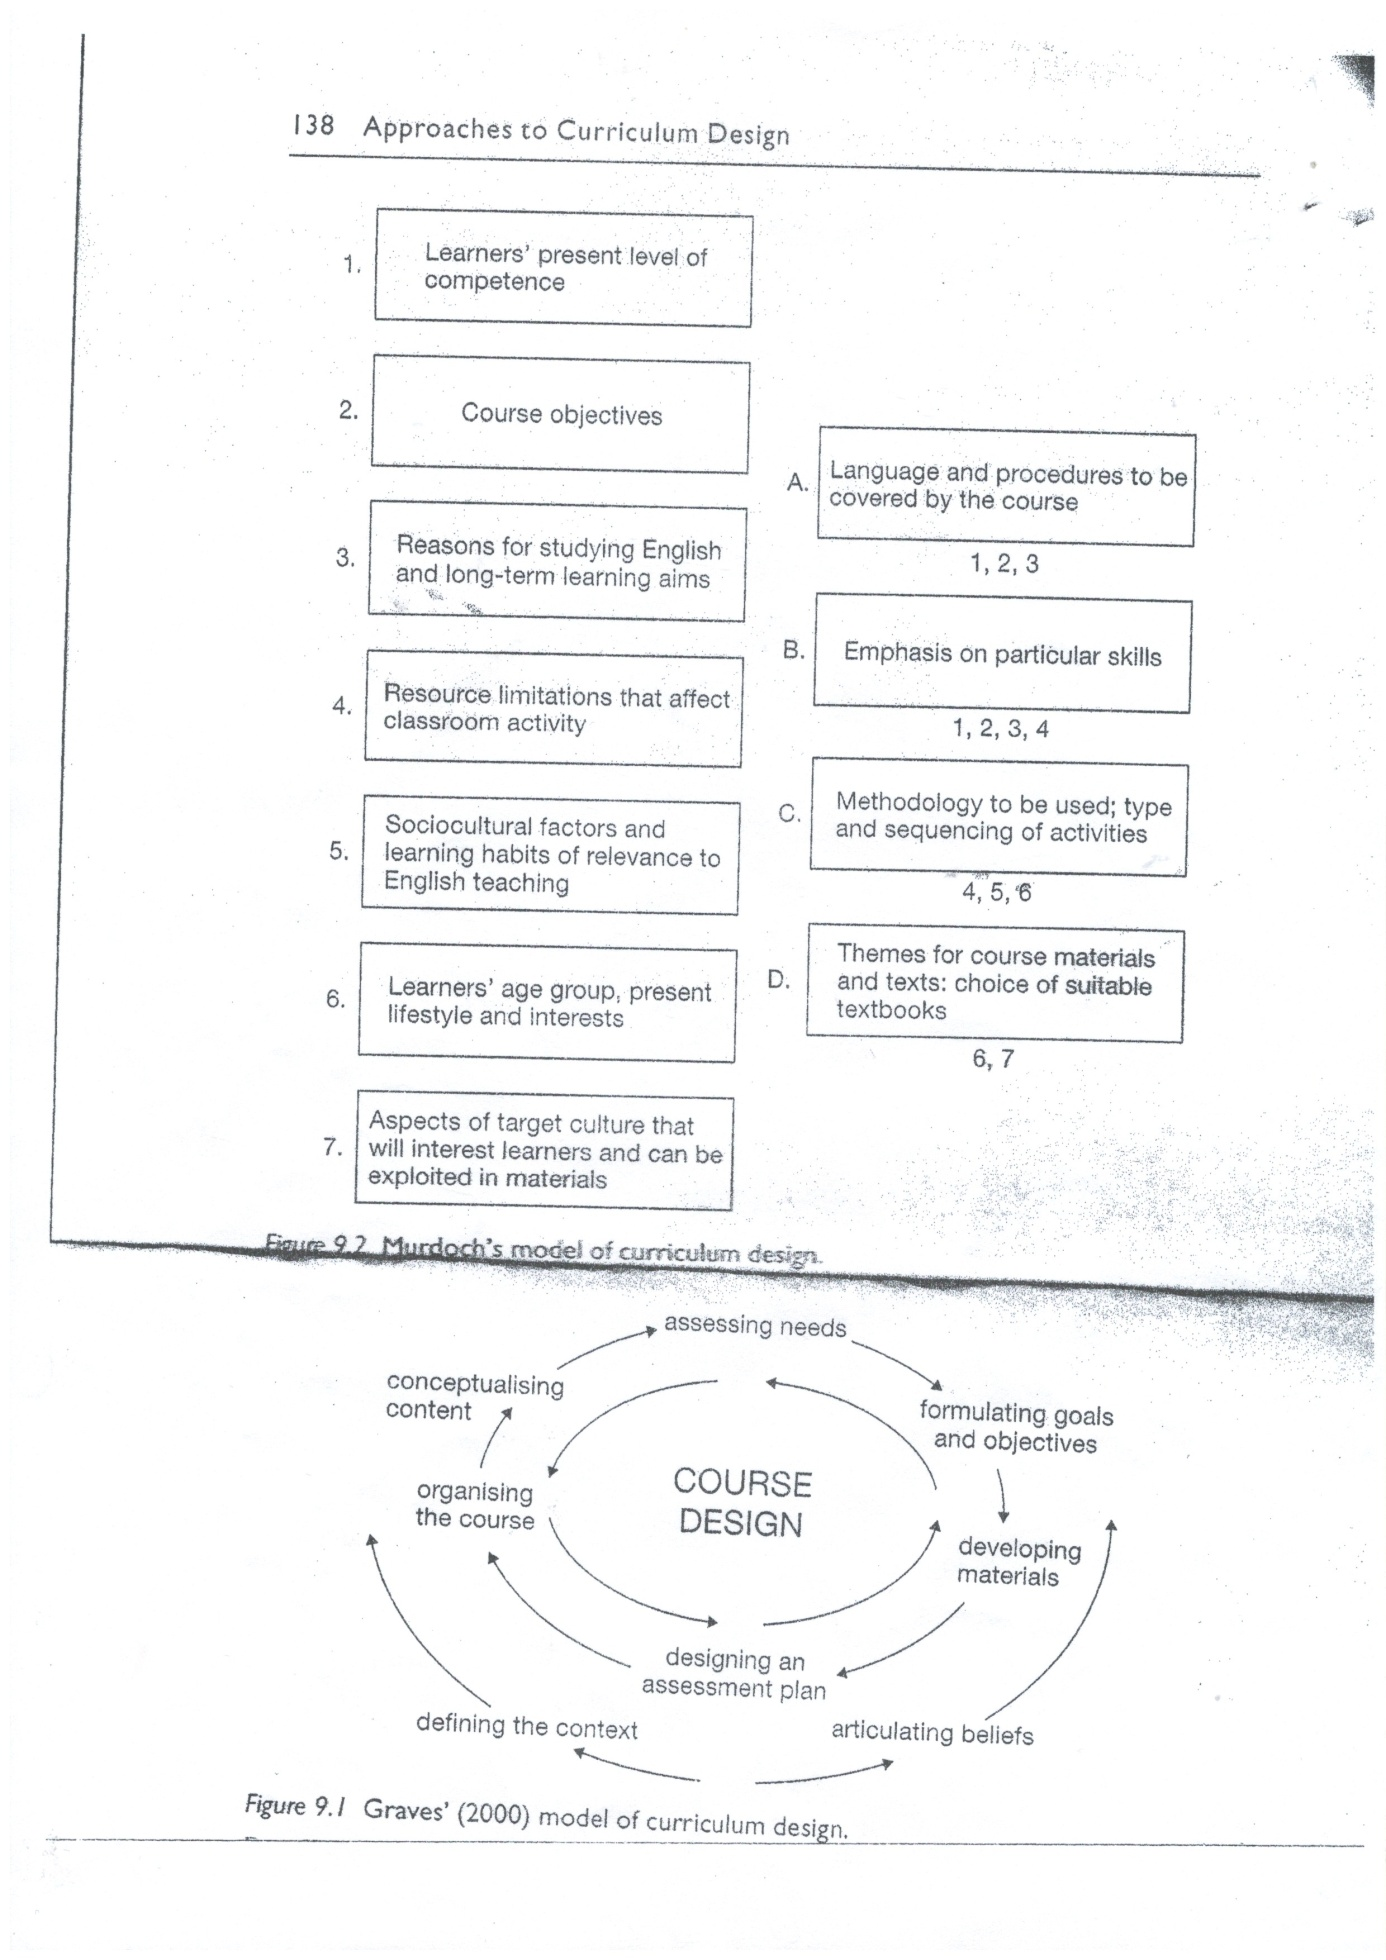 138 Approaches to Curriculum Design
1.
Learners' present level of
competence
2.
Course objectives
3.
Reasons for studying English
and long-term learning aims
4.
Resource limitations that affect
classroom activity
5.
Sociocultural factors and
learning habits of relevance to
English teaching
6.
Learners' age group, present
lifestyle and interests
7.
Aspects of target culture that
will interest learners and can be
exploited in materials
A.
Language and procedures to be
covered by the course
1, 2, 3
B.
Emphasis on particular skills
1, 2, 3, 4
C.
Methodology to be used; type
and sequencing of activities
4, 5, 6
D.
Themes for course materials
and texts: choice of suitable
textbooks
6, 7
Figure 9.2 Murdoch's model of curriculum design.
assessing needs
conceptualising
content
formulating goals
and objectives
organising
the course
COURSE
DESIGN
developing
materials
designing an
assessment plan
defining the context
articulating beliefs
Figure 9.1 Graves' (2000) model of curriculum design.